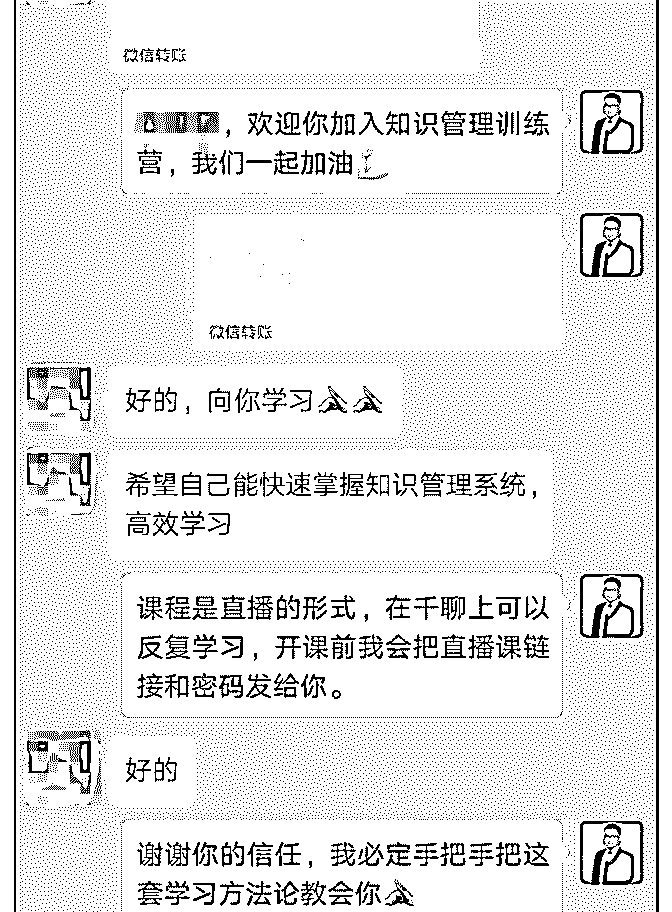 微信转账
，欢迎你加入知识管理训练
营，我们一起加油
微信转账
好的，向你学习
希望自己能快速掌握知识管理系统，
高效学习
课程是直播的形式，在千聊上可以
反复学习，开课前我会把直播课链
接和密码发给你。
好的
谢谢你的信任，我必定手把手把这
套学习方法论教会你